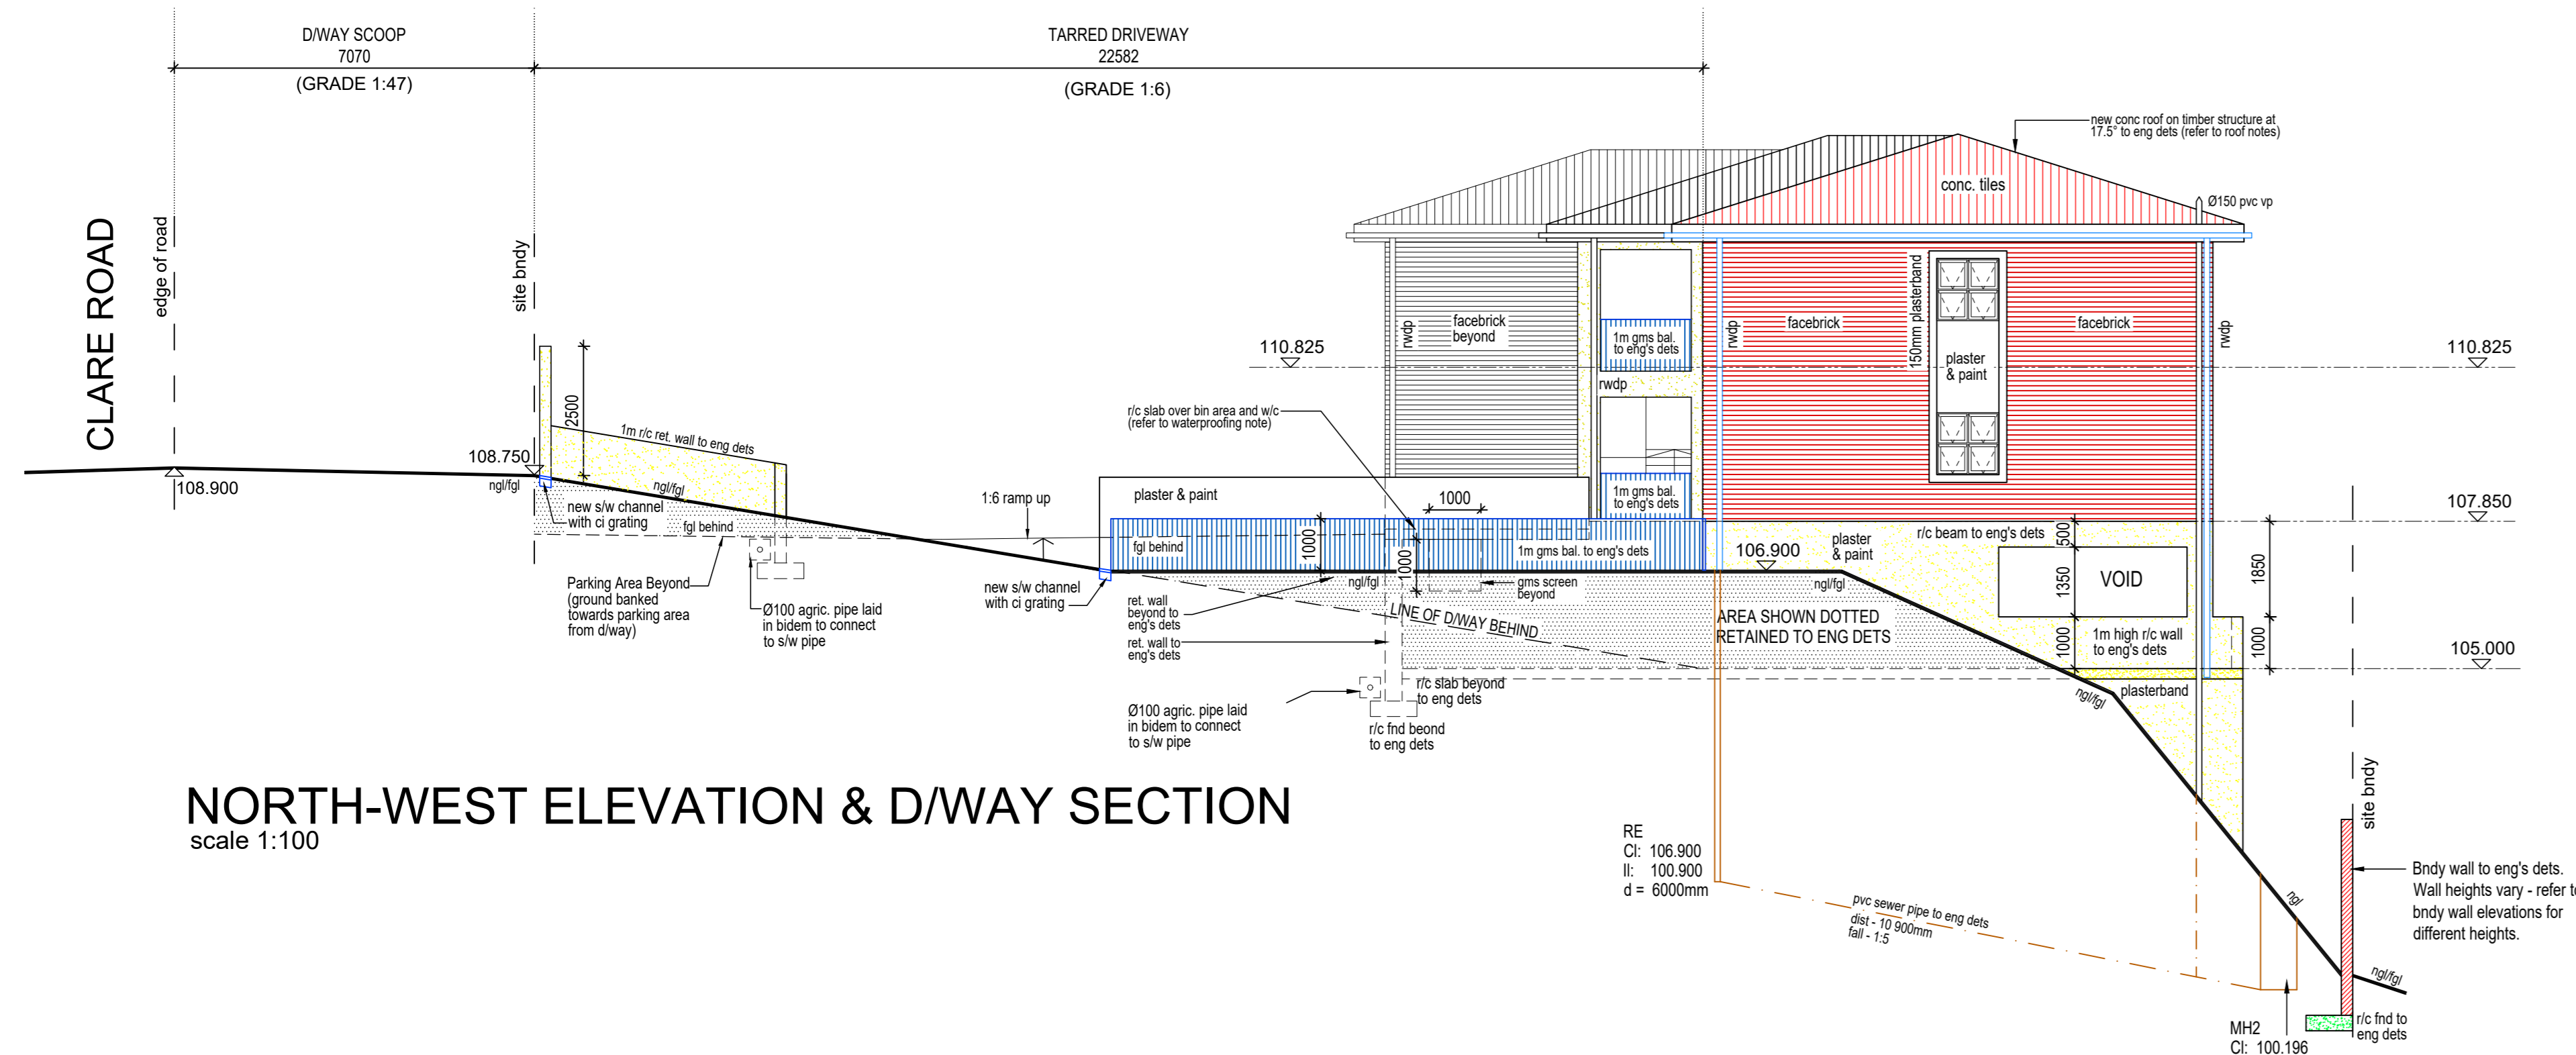 D/WAY SCOOP
7070
(GRADE 1:47)
TARRED DRIVEWAY
22582
(GRADE 1:6)
new conc roof on timber structure at
17.5° to eng dets (refer to roof notes)
conc. tiles
Ø150 pvc vp
CLARE ROAD
edge of road
site bndy
108.900
108.750
ngl/fgl
2500
1m r/c ret. wall to eng dets
ngl/fgl
fgl behind
new s/w channel
with ci grating
Parking Area Beyond
(ground banked
towards parking area
from d/way)
Ø100 agric. pipe laid
in bidem to connect
to s/w pipe
1:6 ramp up
new s/w channel
with ci grating
plaster & paint
fgl behind
1000
r/c slab over bin area and w/c
(refer to waterproofing note)
110.825
rwdp
facebrick
beyond
1m gms bal.
to eng's dets
rwdp
1m gms bal.
to eng's dets
rwdp
facebrick
150mm plasterband
plaster
& paint
facebrick
rwdp
110.825
107.850
1000
1000
1m gms bal. to eng's dets
gms screen
beyond
ngl/fgl
ret. wall
beyond to
eng's dets
ret. wall to
eng's dets
LINE OF D/WAY BEHIND
106.900
plaster
& paint
ngl/fgl
r/c beam to eng's dets
500
VOID
1350
1850
AREA SHOWN DOTTED
RETAINED TO ENG DETS
1000
1m high r/c wall
to eng's dets
1000
105.000
ngl/fgl
plasterband
Ø100 agric. pipe laid
in bidem to connect
to s/w pipe
r/c slab beyond
to eng dets
r/c fnd beond
to eng dets
NORTH-WEST ELEVATION & D/WAY SECTION
scale 1:100
RE
Cl: 106.900
Il: 100.900
d = 6000mm
pvc sewer pipe to eng dets
dist - 10 900mm
fall - 1:5
ngl
site bndy
Bndy wall to eng's dets.
Wall heights vary - refer to
bndy wall elevations for
different heights.
ngl/fgl
r/c fnd to
eng dets
MH2
Cl: 100.196